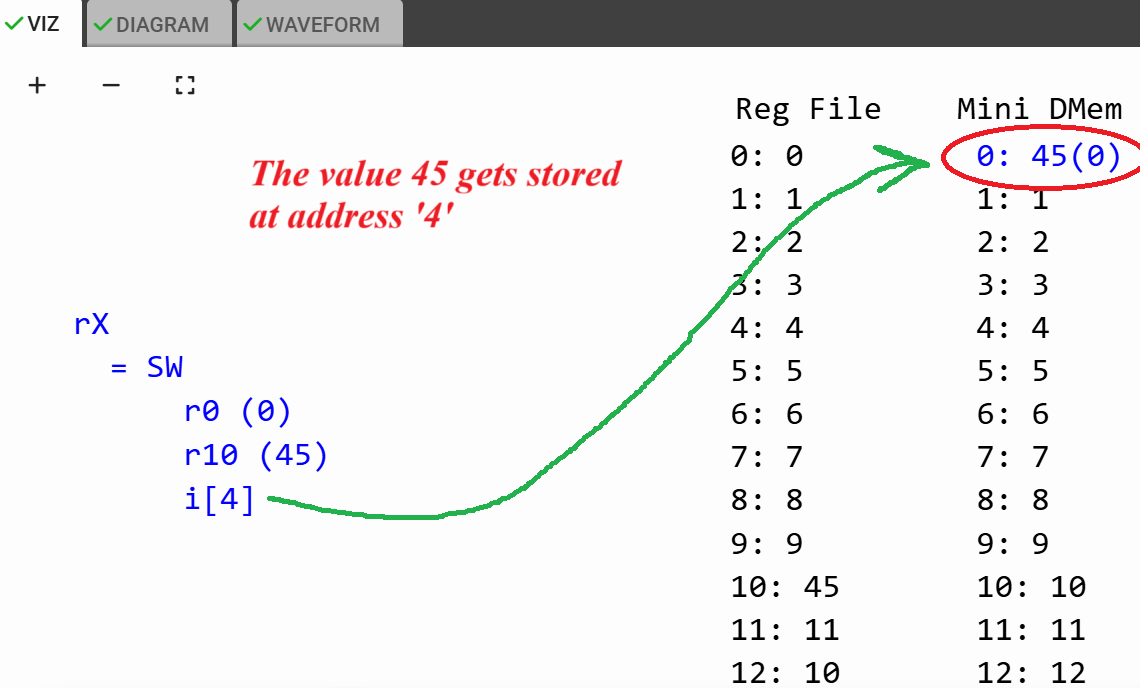 VIZ DIAGRAM WAVEFORM
+ −
Reg File Mini DMem
The value 45 gets stored
at address '4'
0: 0 0: 45(0)
1: 1 1: 1
2: 2 2: 2
3: 3 3: 3
rX
4: 4 4: 4
= SW
5: 5 5: 5
r0 (0)
6: 6 6: 6
r10 (45)
7: 7 7: 7
i[4]
8: 8 8: 8
9: 9 9: 9
10: 45 10: 10
11: 11 11: 11
12: 10 12: 12